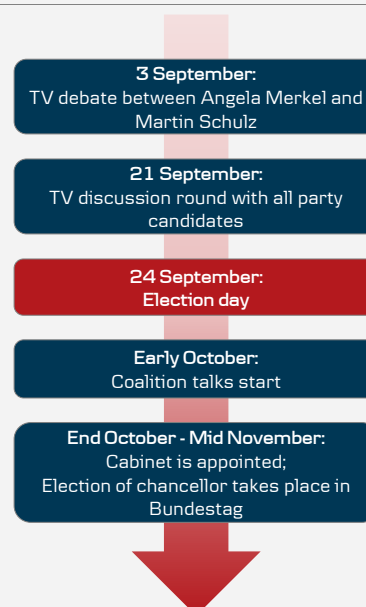 3 September:
TV debate between Angela Merkel and
Martin Schulz
21 September:
TV discussion round with all party
candidates
24 September:
Election day
Early October:
Coalition talks start
End October - Mid November:
Cabinet is appointed;
Election of chancellor takes place in
Bundestag